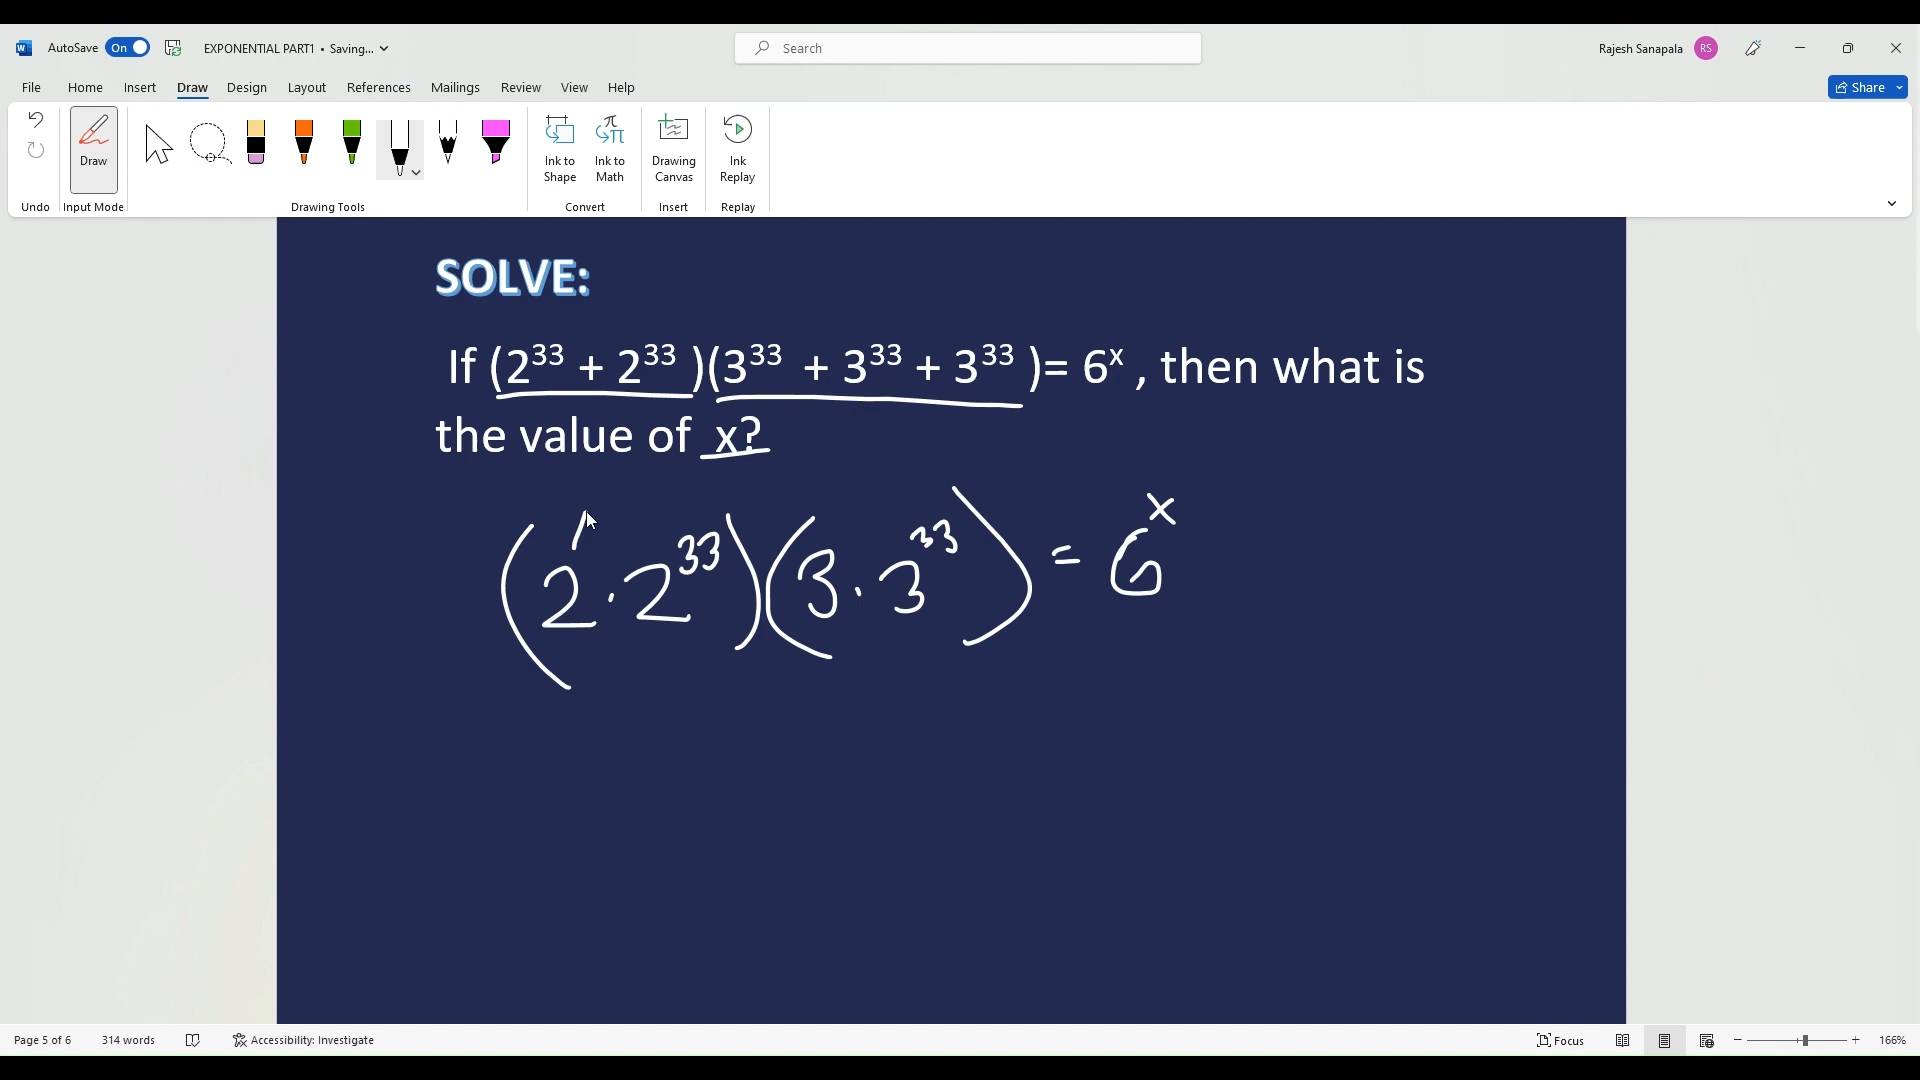 AutoSave On EXPONENTIAL PART1 • Saving... Search Rajesh Sanapala RS
File Home Insert Draw Design Layout References Mailings Review View Help Share
Draw
Ink to Shape
Ink to Math
Drawing Canvas
Ink Replay
Undo Input Mode Drawing Tools Convert Insert Replay
SOLVE:
If (2³³ + 2³³ )(3³³ + 3³³ + 3³³ )= 6ˣ , then what is
the value of x?
(2¹ · 2³³)(3 · 3³³) = 6ˣ
Page 5 of 6 314 words Accessibility: Investigate Focus 166%